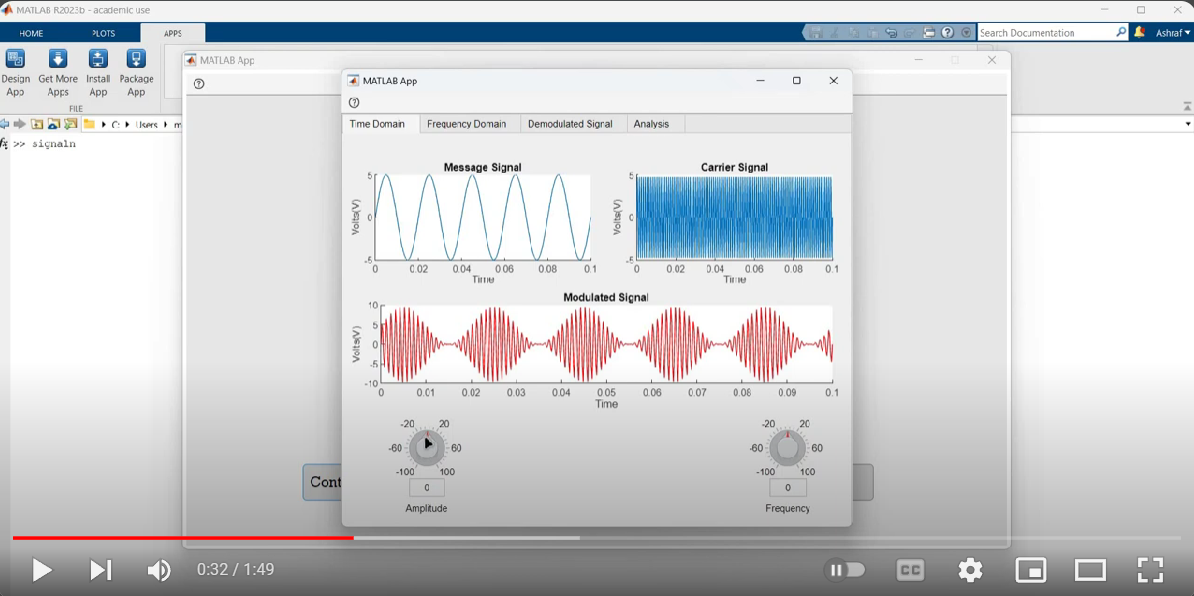 MATLAB R2023b - academic use
HOME PLOTS APPS
Search Documentation Ashraf
Design App
Get More Apps
Install App
Package App
FILE
C: Users m
>> signaln
MATLAB App
MATLAB App
Time Domain Frequency Domain Demodulated Signal Analysis
Message Signal
Volts(V)
5
0
-5
0 0.02 0.04 0.06 0.08 0.1
Time
Carrier Signal
Volts(V)
5
0
-5
0 0.02 0.04 0.06 0.08 0.1
Time
Modulated Signal
Volts(V)
10
5
0
-5
-10
0 0.01 0.02 0.03 0.04 0.05 0.06 0.07 0.08 0.09 0.1
Time
-20 20
-60 60
-100 100
0
Amplitude
-20 20
-60 60
-100 100
0
Frequency
Cont
0:32 / 1:49
CC